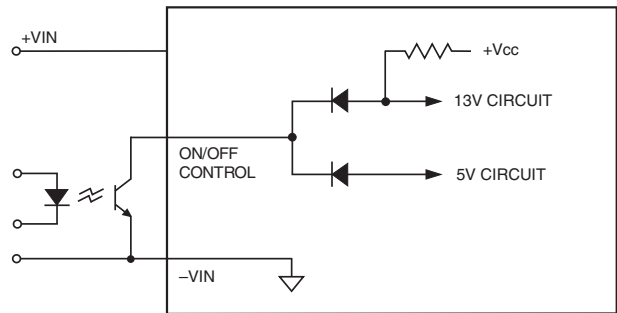 +VIN
+Vcc
13V CIRCUIT
ON/OFF
CONTROL
5V CIRCUIT
–VIN